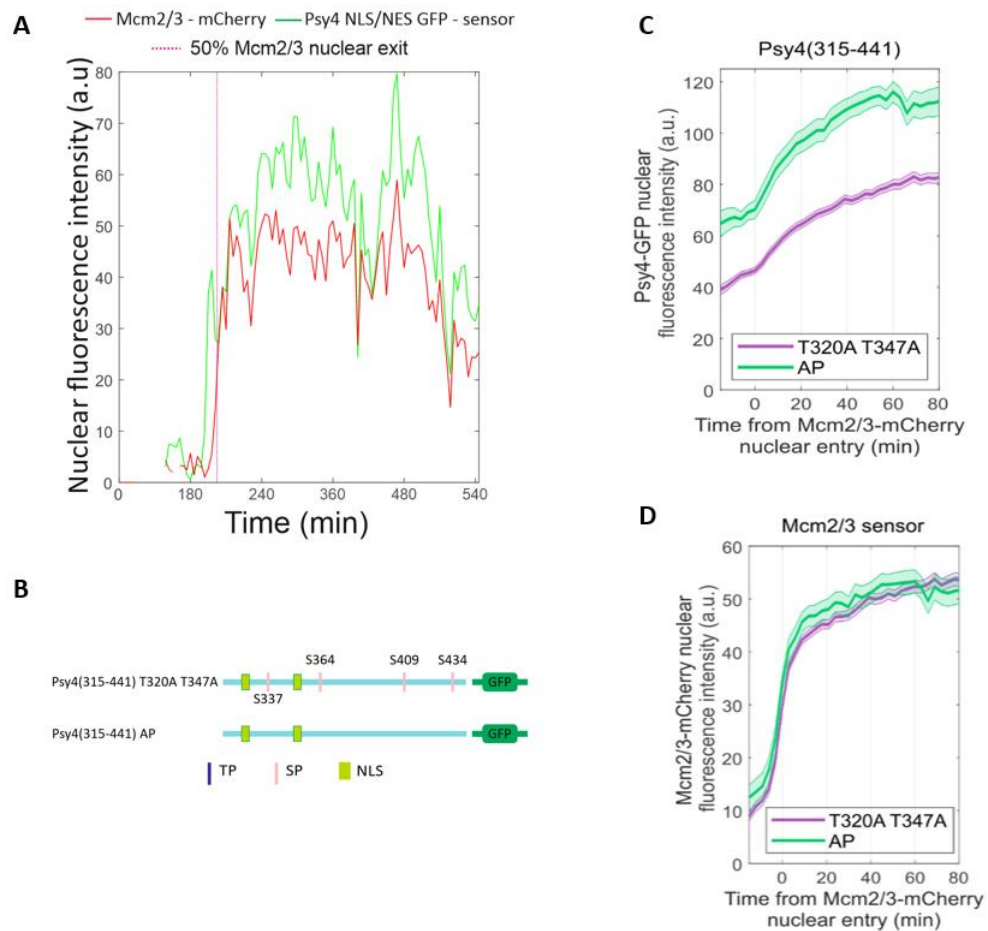 A
Mcm2/3 - mCherry Psy4 NLS/NES GFP - sensor
50% Mcm2/3 nuclear exit
Nuclear fluorescence intensity (a.u)
80
70
60
50
40
30
20
10
0
0 180 240 360 480 540
Time (min)
B
Psy4(315-441) T320A T347A
S337
S364
S409
S434
GFP
Psy4(315-441) AP
GFP
TP SP NLS
C
Psy4(315-441)
Psy4-GFP nuclear
fluorescence intensity (a.u.)
120
100
80
60
40
20
0
T320A T347A
AP
0 20 40 60 80
Time from Mcm2/3-mCherry
nuclear entry (min)
D
Mcm2/3 sensor
Mcm2/3-mCherry nuclear
fluorescence intensity (a.u.)
60
50
40
30
20
10
0
T320A T347A
AP
0 20 40 60 80
Time from Mcm2/3-mCherry
nuclear entry (min)